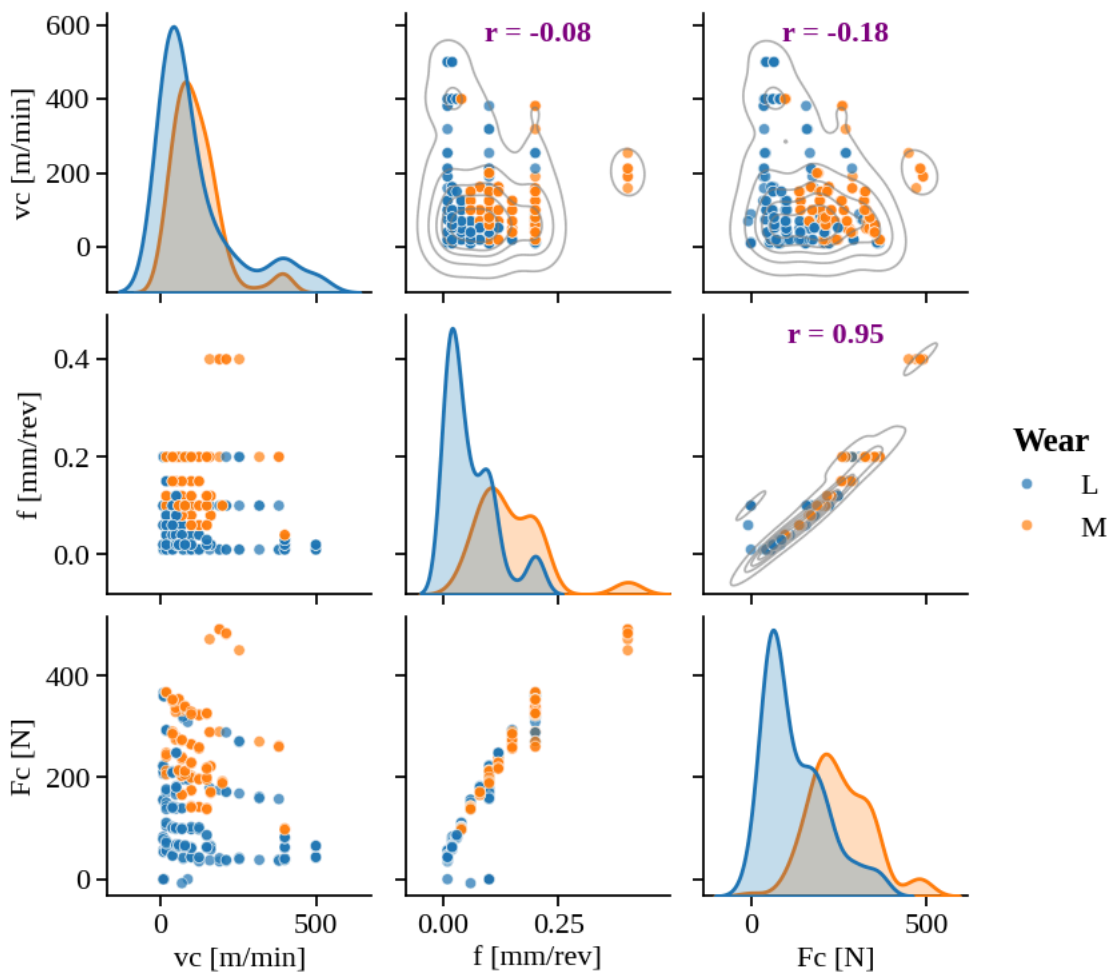 600
400
200
0
vc [m/min]
r = -0.08
r = -0.18
0.4
0.2
0.0
f [mm/rev]
r = 0.95
Wear
L
M
400
200
0
Fc [N]
0
500
0.00
0.25
0
500
vc [m/min]
f [mm/rev]
Fc [N]